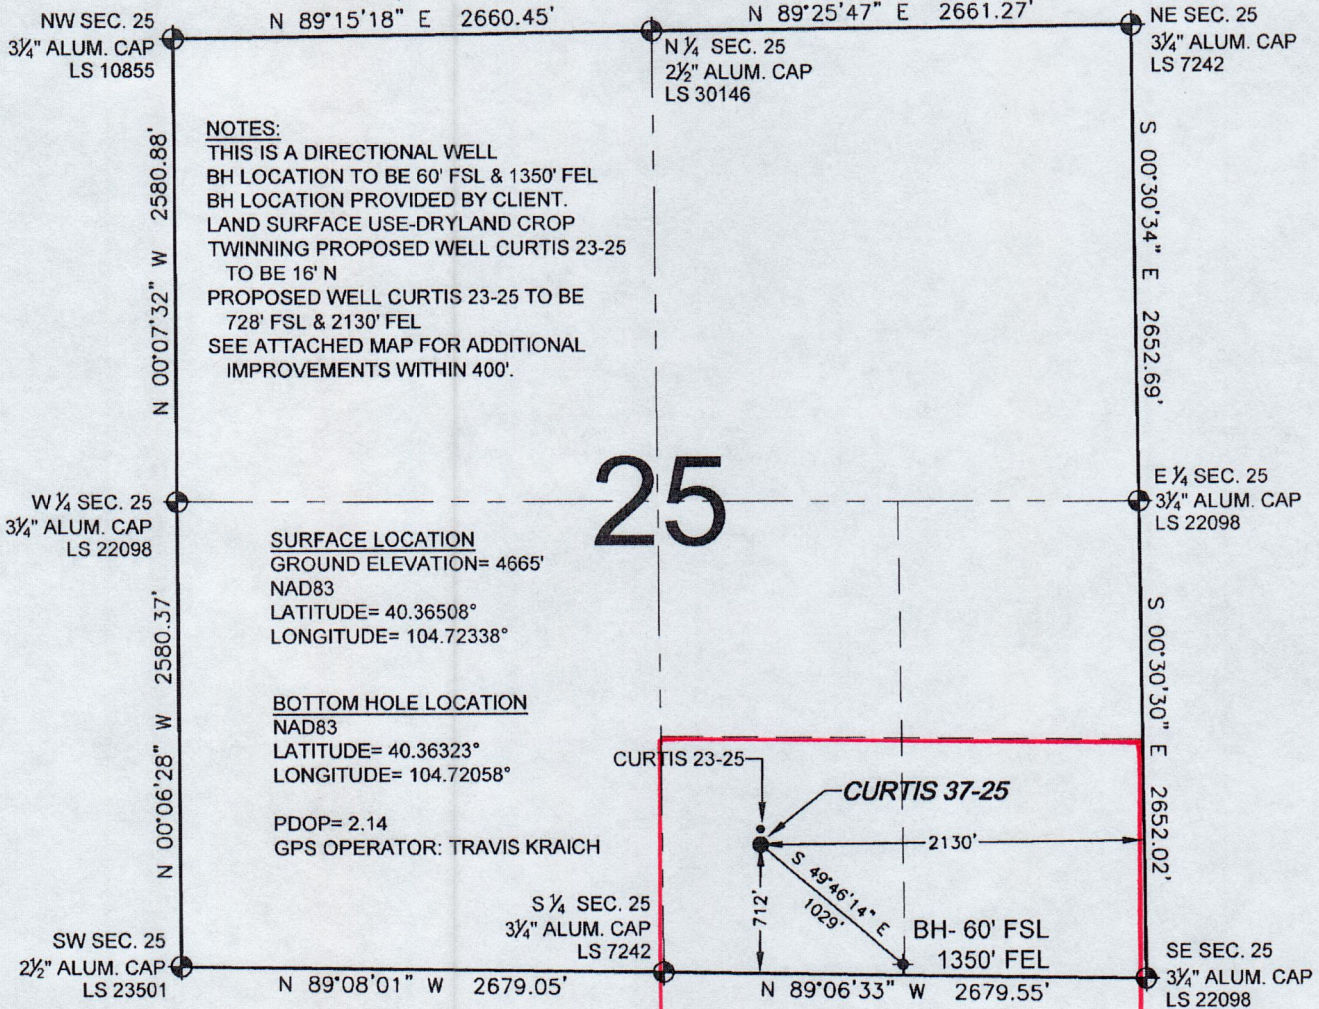 NW SEC. 25
3¼" ALUM. CAP
LS 10855
N 89°15'18" E 2660.45'
N ¼ SEC. 25
2½" ALUM. CAP
LS 30146
N 89°25'47" E 2661.27'
NE SEC. 25
3¼" ALUM. CAP
LS 7242
N 00°07'32" W 2580.88'
NOTES:
THIS IS A DIRECTIONAL WELL
BH LOCATION TO BE 60' FSL & 1350' FEL
BH LOCATION PROVIDED BY CLIENT.
LAND SURFACE USE-DRYLAND CROP
TWINNING PROPOSED WELL CURTIS 23-25
TO BE 16' N
PROPOSED WELL CURTIS 23-25 TO BE
728' FSL & 2130' FEL
SEE ATTACHED MAP FOR ADDITIONAL
IMPROVEMENTS WITHIN 400'.
S 00°30'34" E 2652.69'
W ¼ SEC. 25
3¼" ALUM. CAP
LS 22098
25
E ¼ SEC. 25
3¼" ALUM. CAP
LS 22098
N 00°06'28" W 2580.37'
SURFACE LOCATION
GROUND ELEVATION= 4665'
NAD83
LATITUDE= 40.36508°
LONGITUDE= 104.72338°
BOTTOM HOLE LOCATION
NAD83
LATITUDE= 40.36323°
LONGITUDE= 104.72058°
PDOP= 2.14
GPS OPERATOR: TRAVIS KRAICH
S 00°30'30" E 2652.02'
CURTIS 23-25
CURTIS 37-25
2130'
712'
S 49°46'14" E
1029'
BH- 60' FSL
1350' FEL
SW SEC. 25
2½" ALUM. CAP
LS 23501
N 89°08'01" W 2679.05'
S ¼ SEC. 25
3¼" ALUM. CAP
LS 7242
N 89°06'33" W 2679.55'
SE SEC. 25
3¼" ALUM. CAP
LS 22098